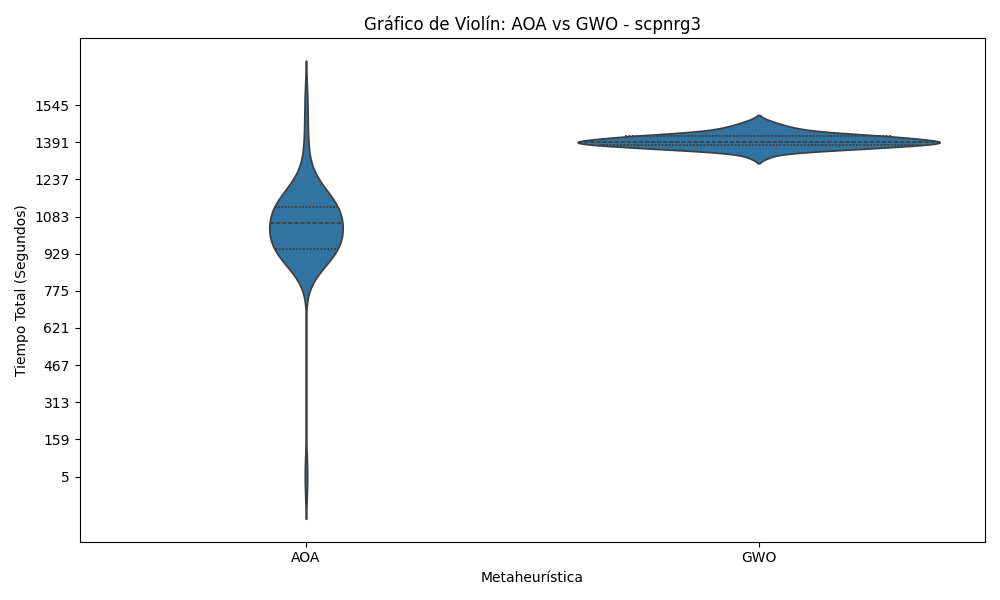 Gráfico de Violín: AOA vs GWO - scpnrg3
Tiempo Total (Segundos)
1545
1391
1237
1083
929
775
621
467
313
159
5
AOA
GWO
Metaheurística